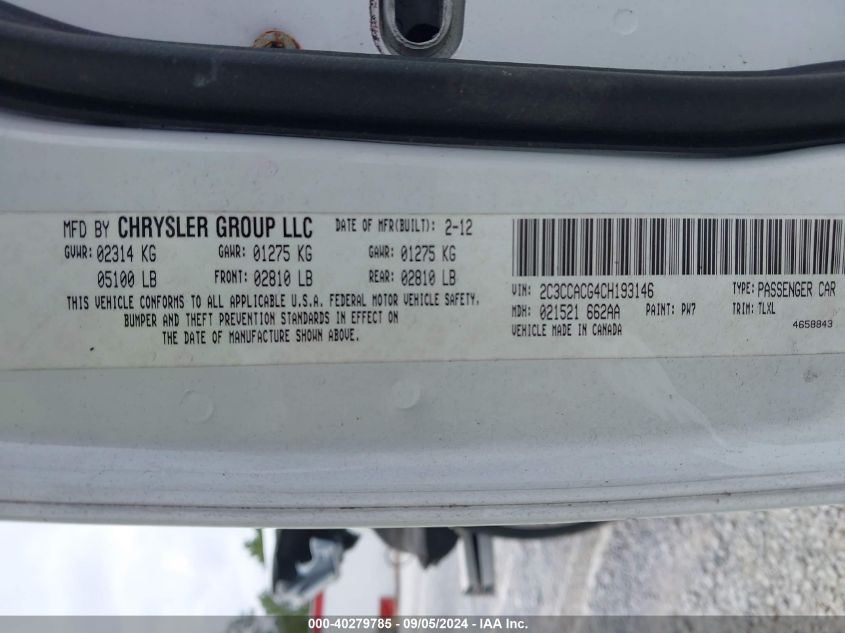 MFD BY CHRYSLER GROUP LLC DATE OF MFR(BUILT): 2-12
GVWR: 02314 KG GAWR: 01275 KG GAWR: 01275 KG
05100 LB FRONT: 02810 LB REAR: 02810 LB
THIS VEHICLE CONFORMS TO ALL APPLICABLE U.S.A. FEDERAL MOTOR VEHICLE SAFETY,
BUMPER AND THEFT PREVENTION STANDARDS IN EFFECT ON
THE DATE OF MANUFACTURE SHOWN ABOVE.
VIN: 2C3CCACG4CH193146 TYPE: PASSENGER CAR
MDH: 021521 862AA PAINT: PW7 TRIM: TLXL
VEHICLE MADE IN CANADA 4658843
000-40279785 - 09/05/2024 - IAA Inc.